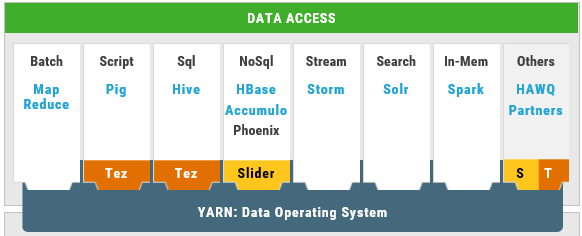 DATA ACCESS
Batch
Map
Reduce
Script
Pig
Tez
Sql
Hive
Tez
NoSql
HBase
Accumulo
Phoenix
Slider
Stream
Storm
Search
Solr
In-Mem
Spark
Others
HAWQ
Partners
S
T
YARN: Data Operating System